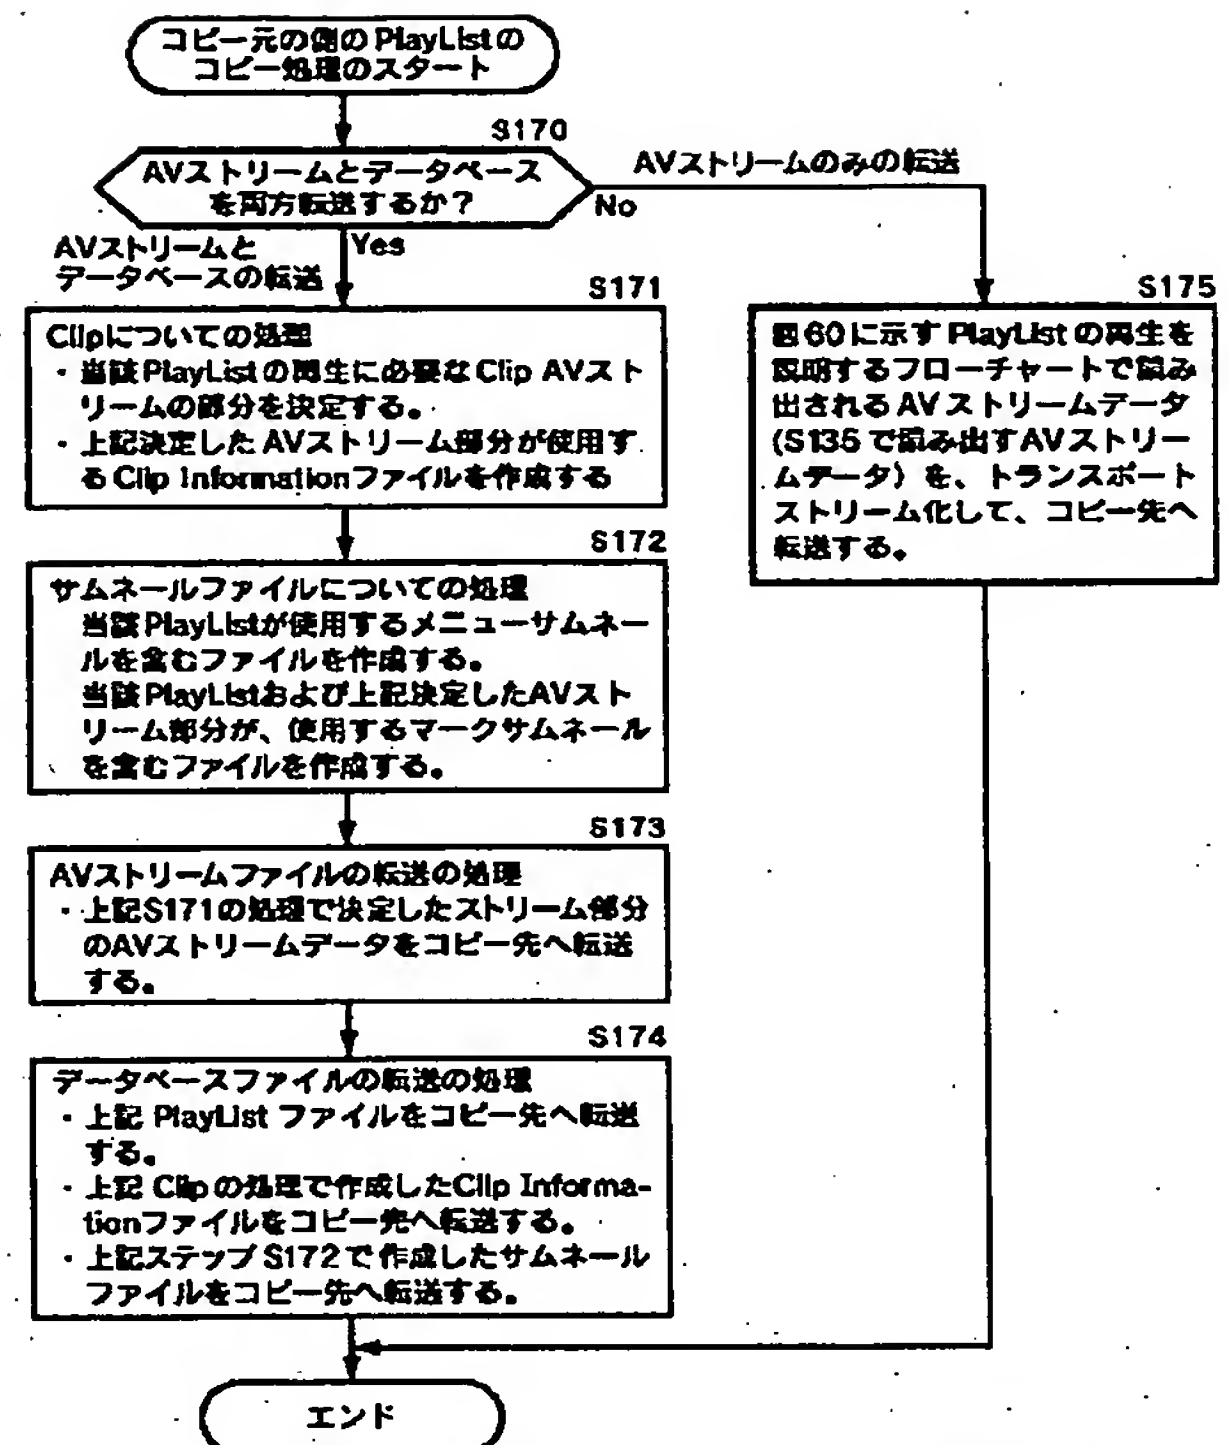 コピー元の側の PlayListの
コピー処理のスタート
S170
AVストリームとデータベース
を両方転送するか？
AVストリームのみの転送
No
Yes
AVストリームと
データベースの転送
S171
Clipについての処理
・当該PlayListの再生に必要なClip AVスト
リームの部分を決定する。
・上記決定したAVストリーム部分が使用す
るClip Informationファイルを作成する
S175
図60に示す PlayList の再生を
説明するフローチャートで読み
出されるAVストリームデータ
(S135で読み出すAVストリー
ムデータ）を、トランスポート
ストリーム化して、コピー先へ
転送する。
S172
サムネールファイルについての処理
当該PlayListが使用するメニューサムネー
ルを含むファイルを作成する。
当該PlayListおよび上記決定したAVスト
リーム部分が、使用するマークサムネール
を含むファイルを作成する。
S173
AVストリームファイルの転送の処理
・上記S171の処理で決定したストリーム部分
のAVストリームデータをコピー先へ転送
する。
S174
データベースファイルの転送の処理
・上記 PlayList ファイルをコピー先へ転送
する。
・上記 Clipの処理で作成したClip Informa-
tionファイルをコピー先へ転送する。
・上記ステップS172で作成したサムネール
ファイルをコピー先へ転送する。
エンド